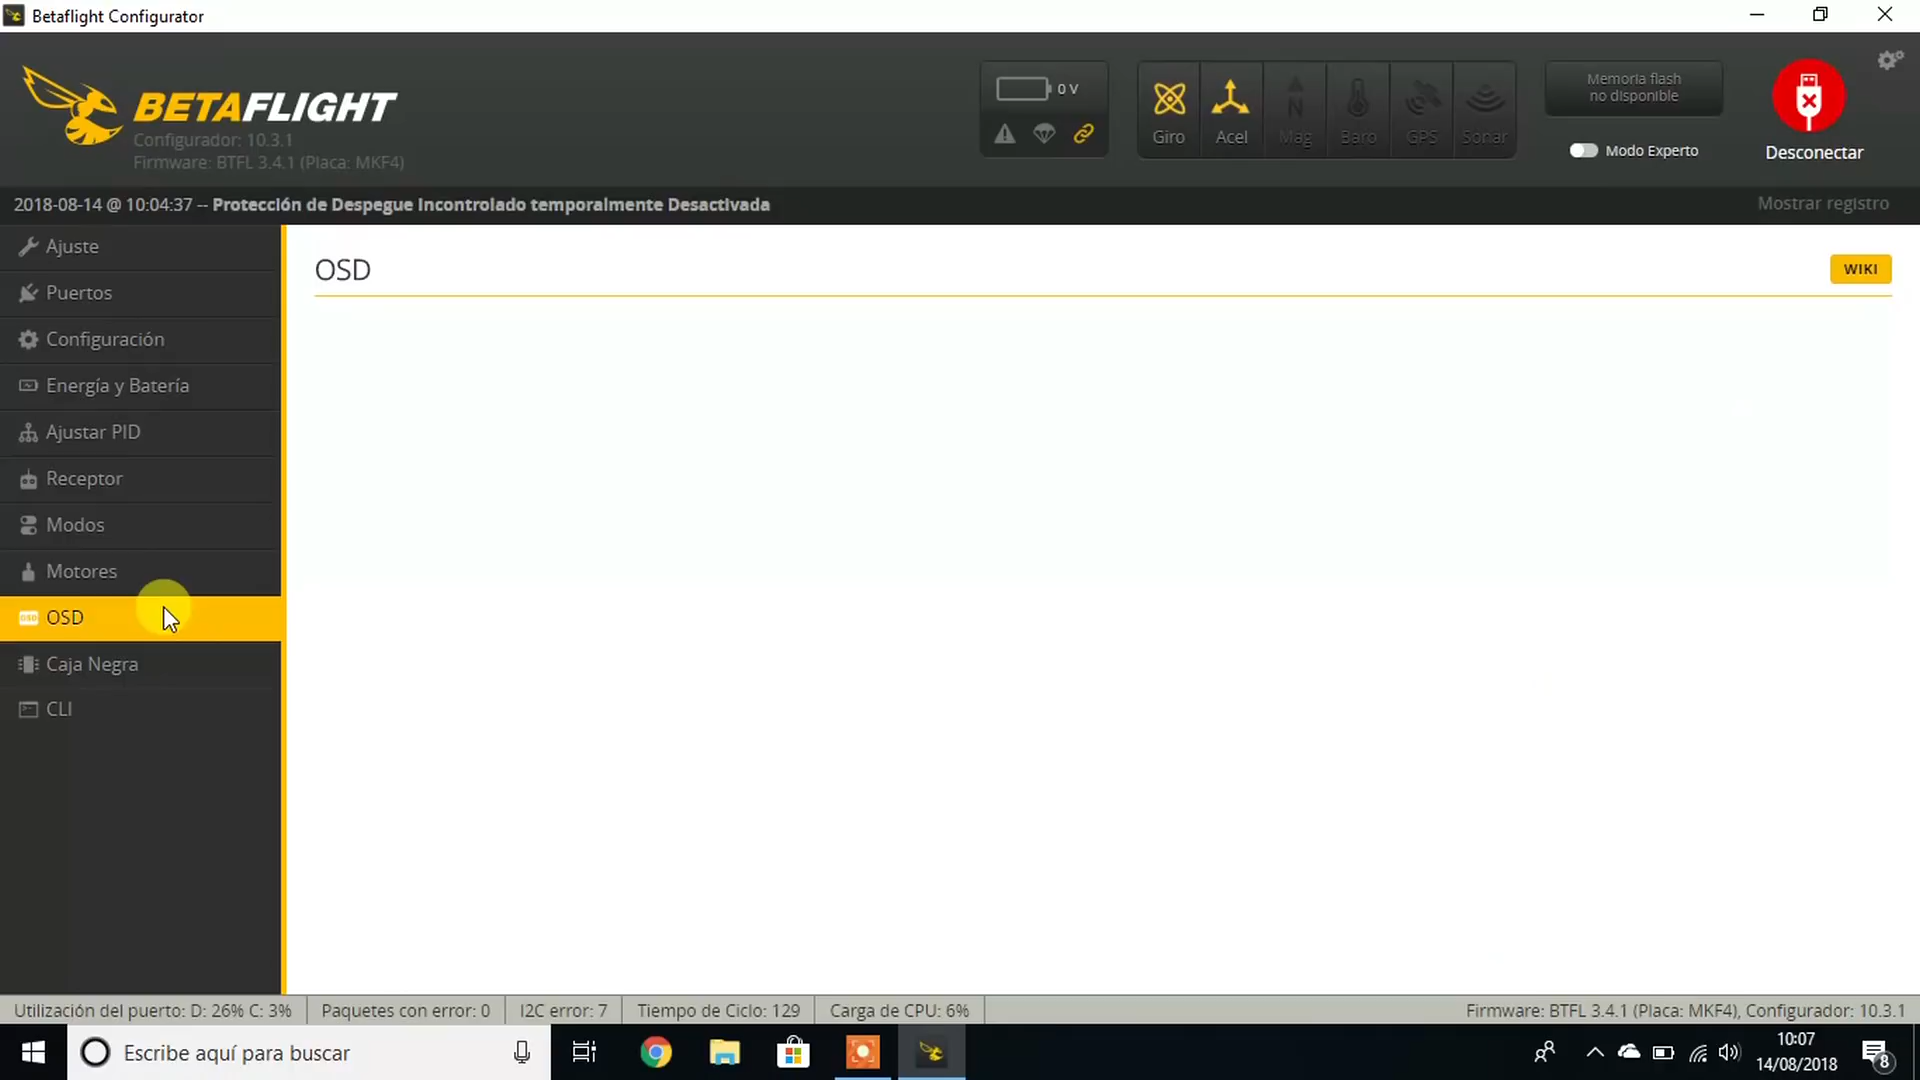 Betaflight Configurator
BETAFLIGHT
Configurador: 10.3.1
Firmware: BTFL 3.4.1 (Placa: MKF4)
0 V
Giro
Acel
Mag
Baro
GPS
Sonar
Memoria flash
no disponible
Modo Experto
Desconectar
2018-08-14 @ 10:04:37 -- Protección de Despegue Incontrolado temporalmente Desactivada
Mostrar registro
Ajuste
Puertos
Configuración
Energía y Batería
Ajustar PID
Receptor
Modos
Motores
OSD
Caja Negra
CLI
OSD
WIKI
Utilización del puerto: D: 26% C: 3%
Paquetes con error: 0
I2C error: 7
Tiempo de Ciclo: 129
Carga de CPU: 6%
Firmware: BTFL 3.4.1 (Placa: MKF4), Configurador: 10.3.1
Escribe aquí para buscar
10:07
14/08/2018
8